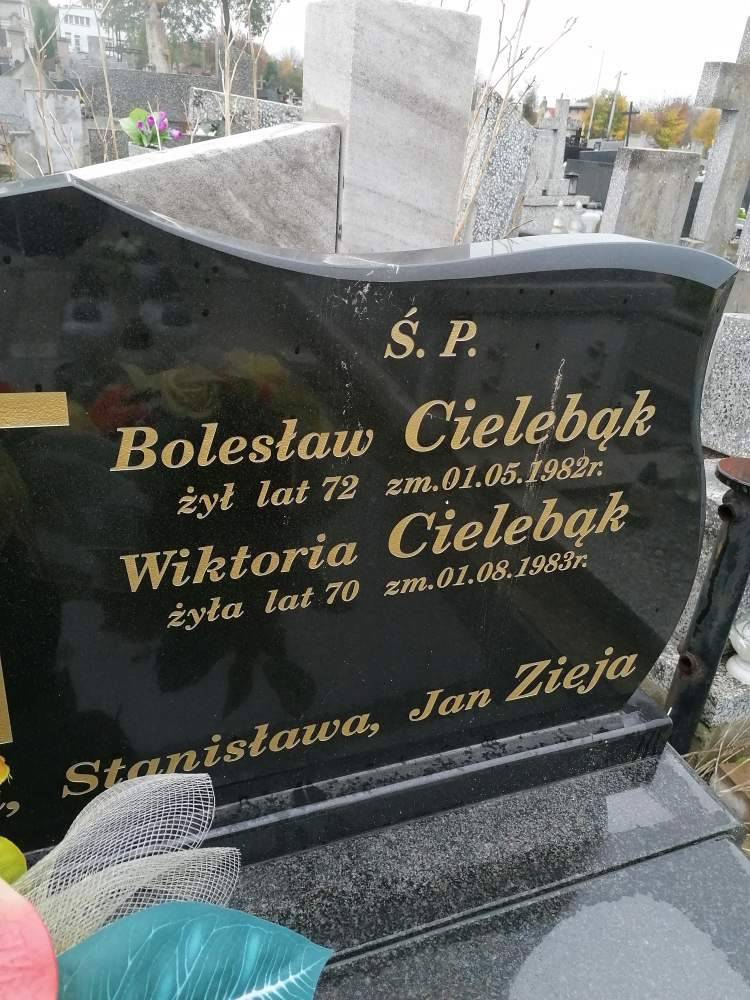 Ś. P.
Bolesław Cielebąk
żył lat 72 zm.01.05.1982r.
Wiktoria Cielebąk
żyła lat 70 zm.01.08.1983r.
, Stanisława, Jan Zieja